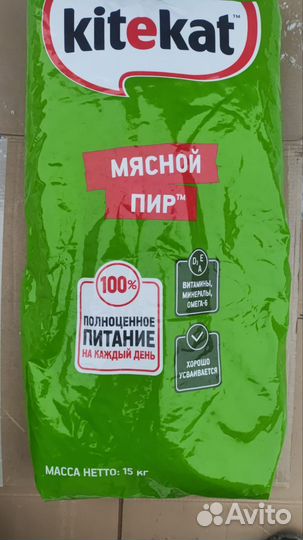 kitekat™
МЯСНОЙ
ПИР™
100%
ПОЛНОЦЕННОЕ
ПИТАНИЕ
НА КАЖДЫЙ ДЕНЬ
D, E
A
ВИТАМИНЫ,
МИНЕРАЛЫ,
ОМЕГА-6
ХОРОШО
УСВАИВАЕТСЯ
МАССА НЕТТО: 15 кг
Avito